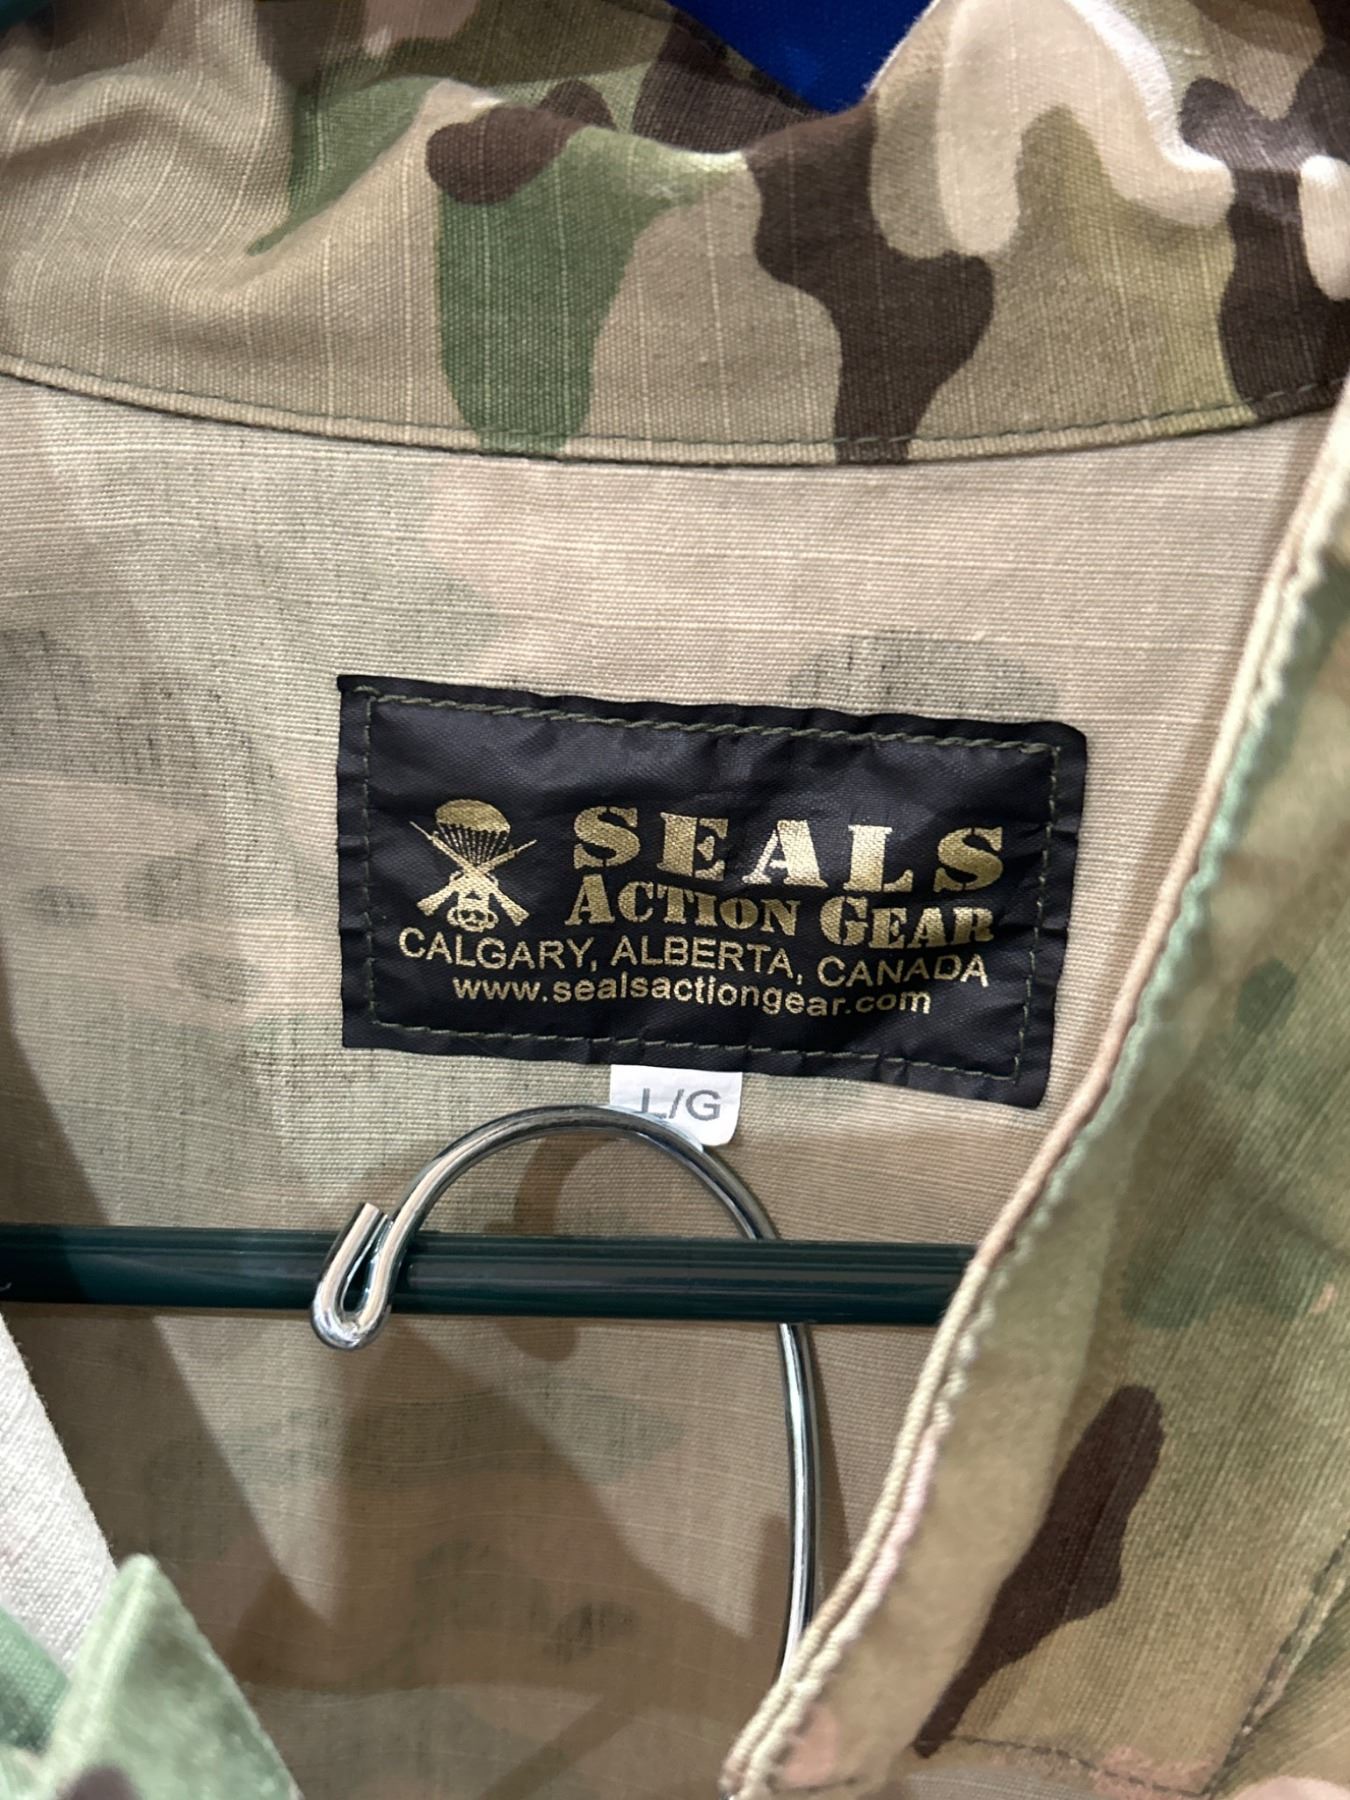 SEALS
ACTION GEAR
CALGARY, ALBERTA, CANADA
www.sealsactiongear.com
L/G